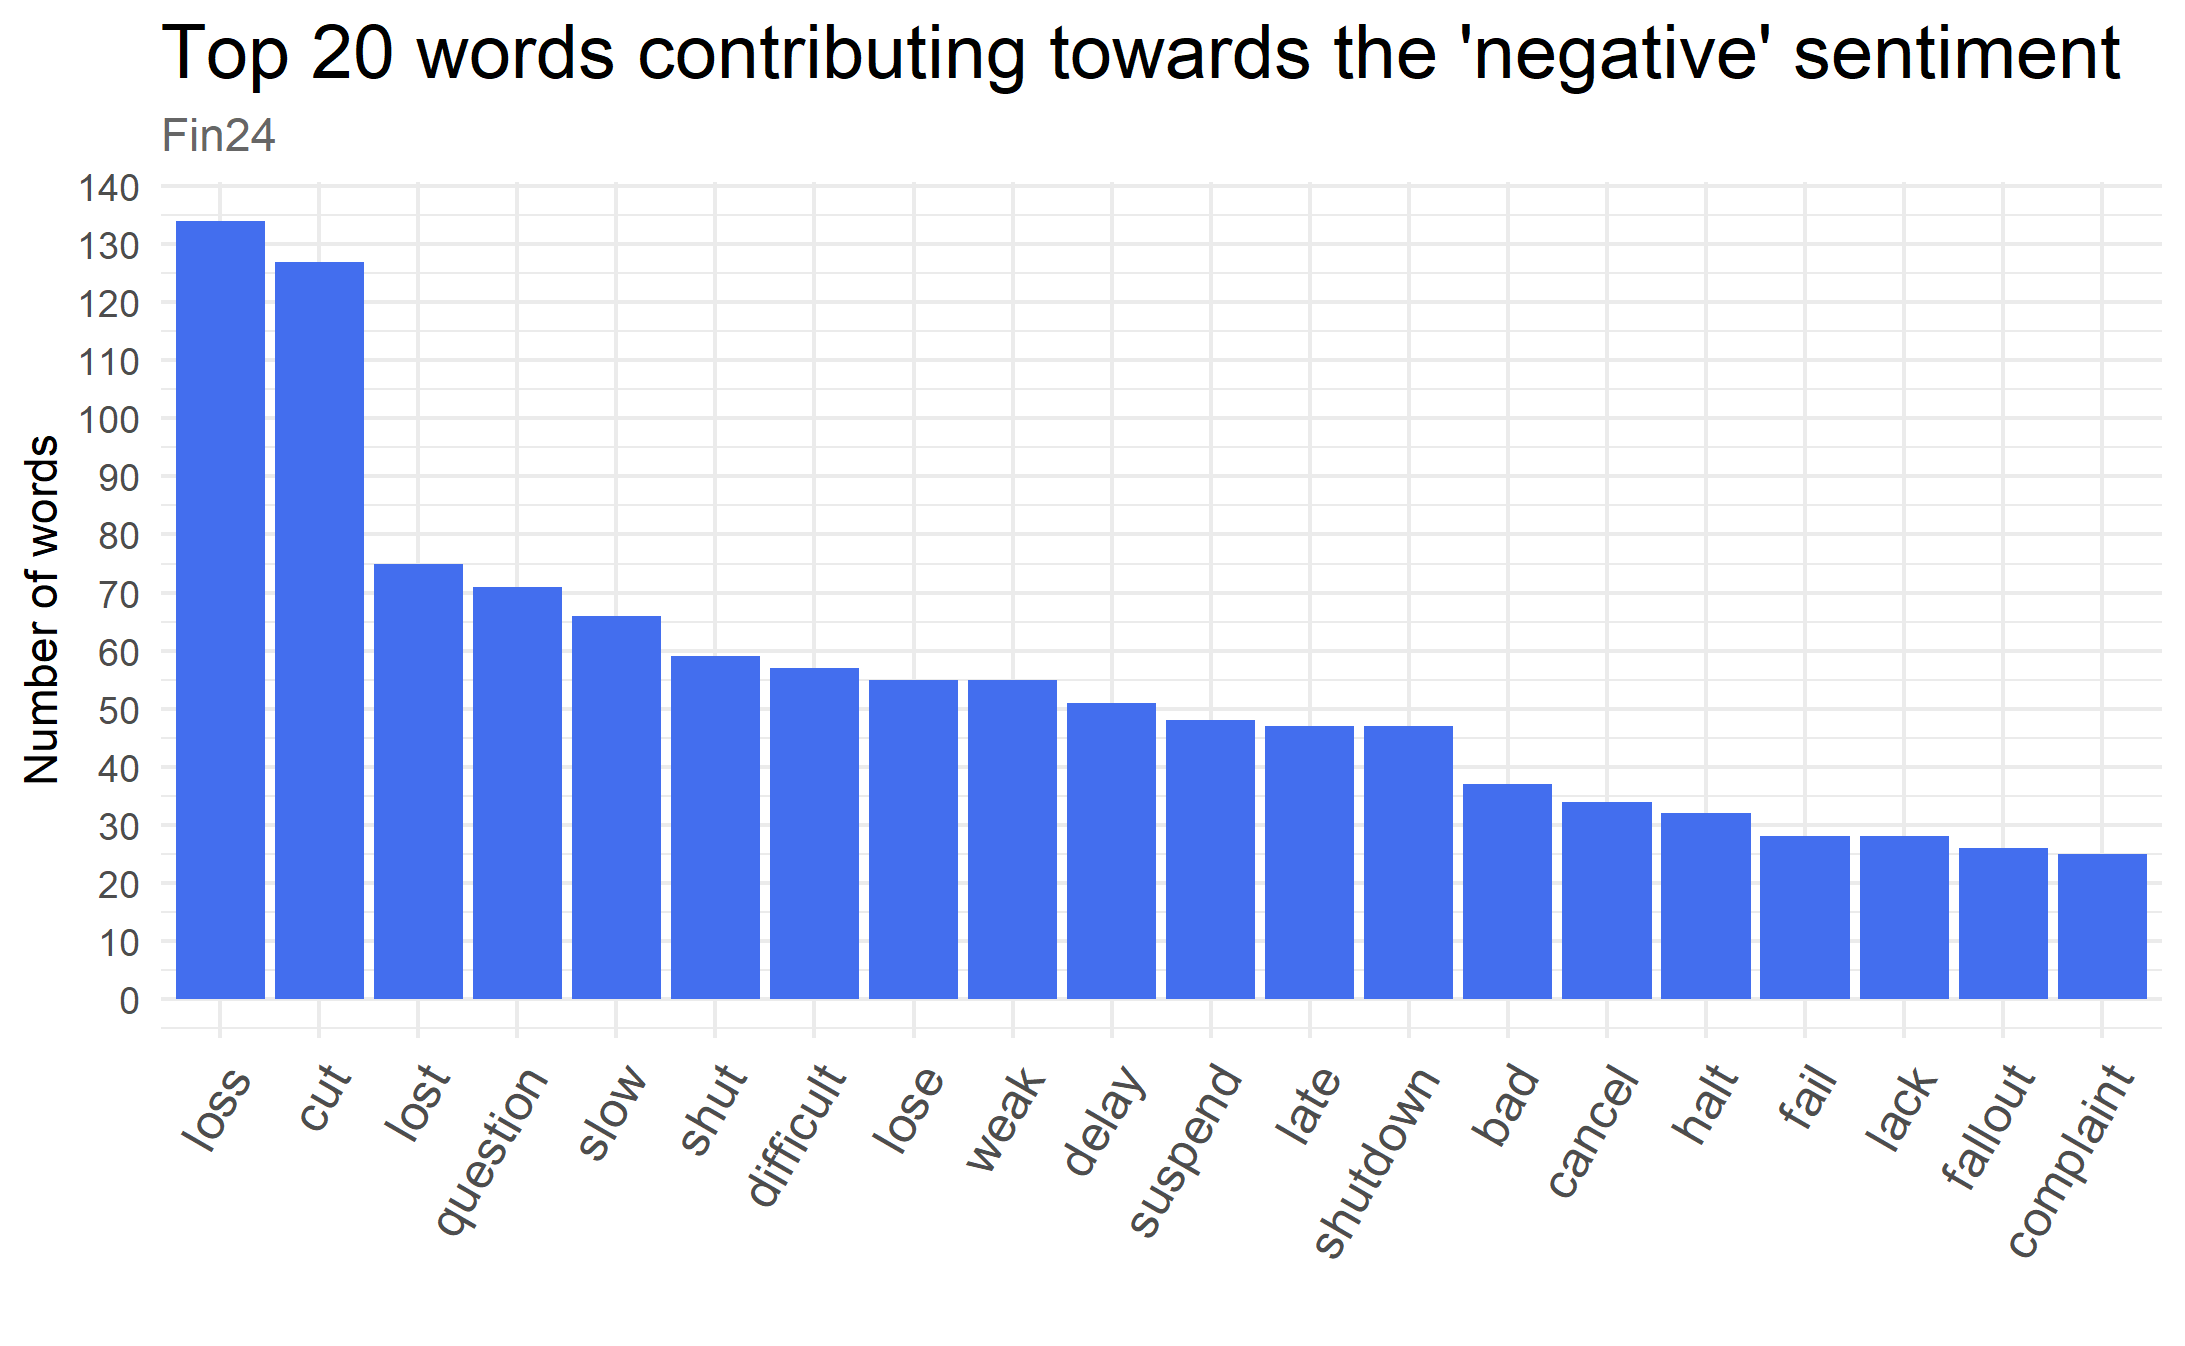 Top 20 words contributing towards the 'negative' sentiment
Fin24
Number of words
140
130
120
110
100
90
80
70
60
50
40
30
20
10
0
loss
cut
lost
question
slow
shut
difficult
lose
weak
delay
suspend
late
shutdown
bad
cancel
halt
fail
lack
fallout
complaint